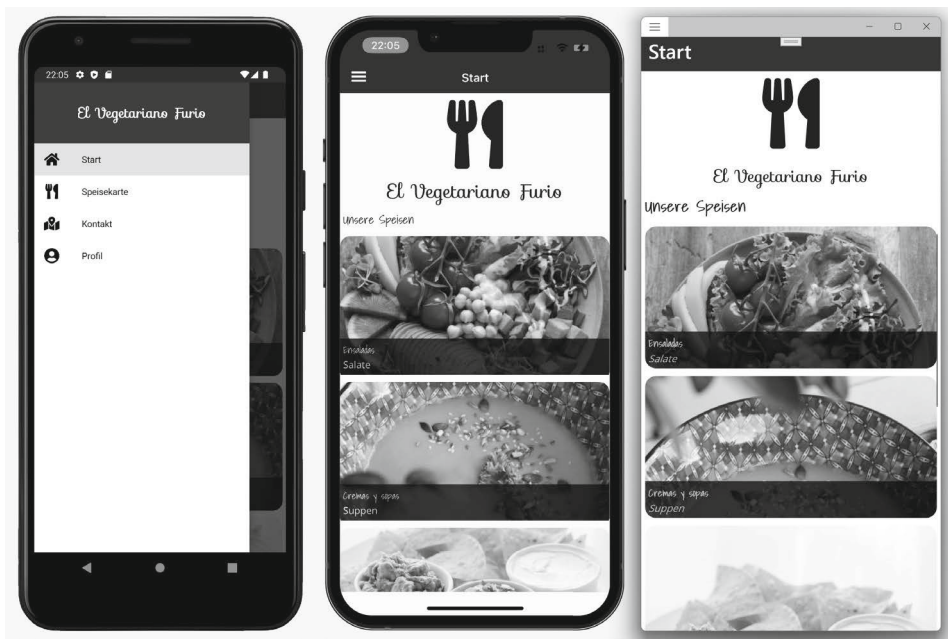 22:05
El Vegetariano Furio
Start
Speisekarte
Kontakt
Profil
22:05
Start
El Vegetariano Furio
Unsere Speisen
Ensaladas
Salate
Cremas y sopas
Suppen
Start
El Vegetariano Furio
Unsere Speisen
Ensaladas
Salate
Cremas y sopas
Suppen